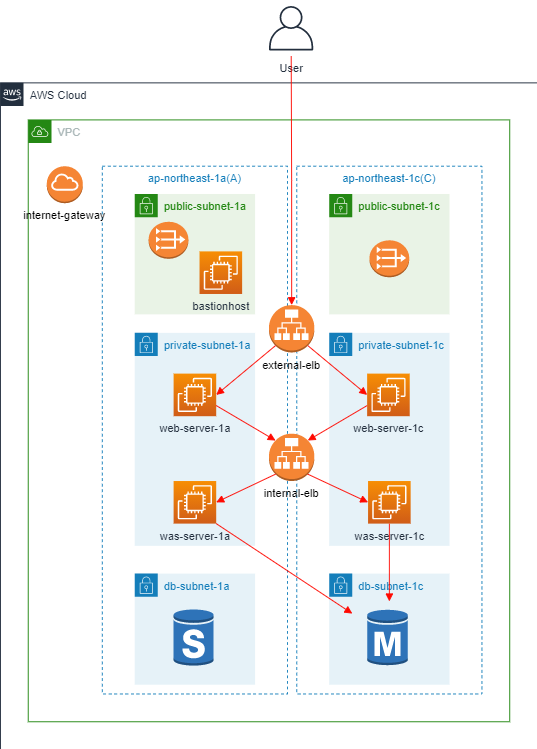 User
aws
AWS Cloud
VPC
ap-northeast-1a(A)
ap-northeast-1c(C)
internet-gateway
public-subnet-1a
public-subnet-1c
bastionhost
private-subnet-1a
private-subnet-1c
external-elb
web-server-1a
web-server-1c
internal-elb
was-server-1a
was-server-1c
db-subnet-1a
db-subnet-1c
S
M